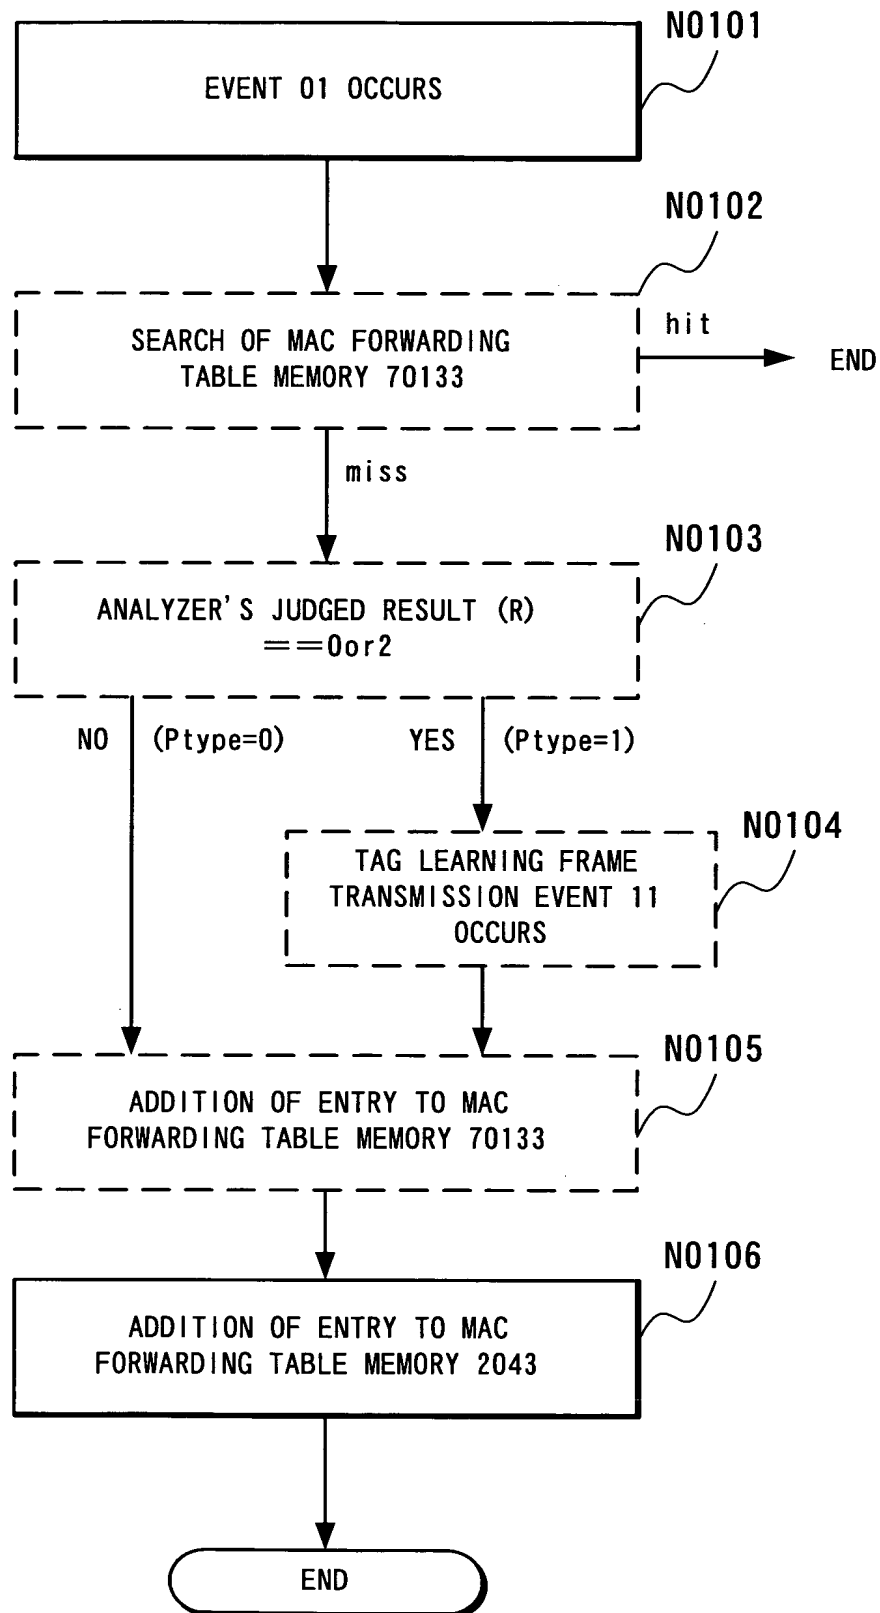 N0101
EVENT 01 OCCURS
N0102
SEARCH OF MAC FORWARDING
TABLE MEMORY 70133
hit
END
miss
N0103
ANALYZER'S JUDGED RESULT (R)
==0or2
NO (Ptype=0)
YES (Ptype=1)
N0104
TAG LEARNING FRAME
TRANSMISSION EVENT 11
OCCURS
N0105
ADDITION OF ENTRY TO MAC
FORWARDING TABLE MEMORY 70133
N0106
ADDITION OF ENTRY TO MAC
FORWARDING TABLE MEMORY 2043
END